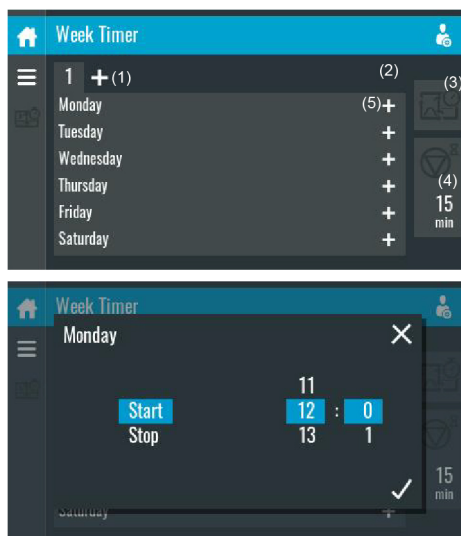 Week Timer
1 +(1) (2) (3)
Monday (5)+
Tuesday +
Wednesday +
Thursday + (4)
Friday + 15
min
Saturday +
Week Timer
Monday
11
Start 12 : 0
Stop 13 1
15
min
Saturday +